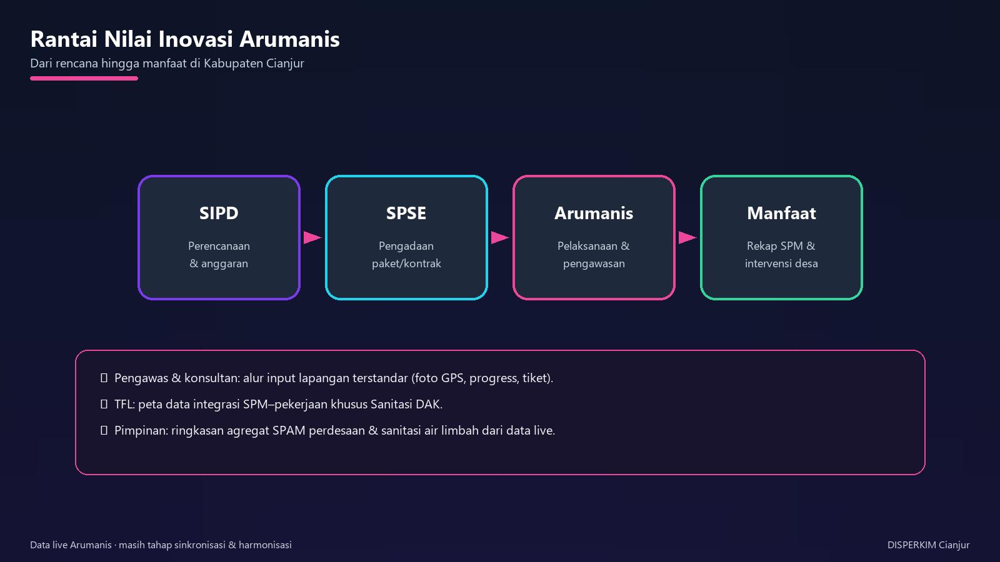 Rantai Nilai Inovasi Arumanis
Dari rencana hingga manfaat di Kabupaten Cianjur
SIPD
Perencanaan
& anggaran
SPSE
Pengadaan
paket/kontrak
Arumanis
Pelaksanaan &
pengawasan
Manfaat
Rekap SPM &
intervensi desa
Pengawas & konsultan: alur input lapangan terstandar (foto GPS, progress, tiket).
TFL: peta data integrasi SPM–pekerjaan khusus Sanitasi DAK.
Pimpinan: ringkasan agregat SPAM perdesaan & sanitasi air limbah dari data live.
Data live Arumanis · masih tahap sinkronisasi & harmonisasi
DISPERKIM Cianjur